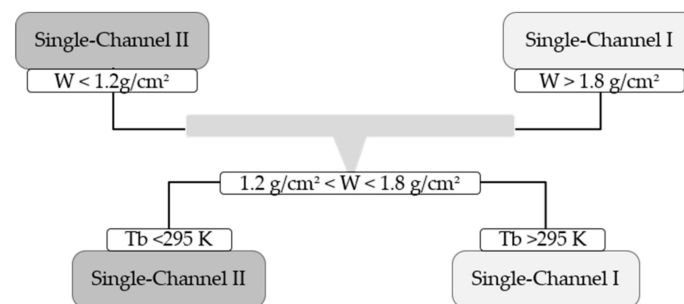 Single-Channel II
Single-Channel I
W < 1.2g/cm²
W > 1.8 g/cm²
1.2 g/cm² < W < 1.8 g/cm²
Tb <295 K
Tb >295 K
Single-Channel II
Single-Channel I